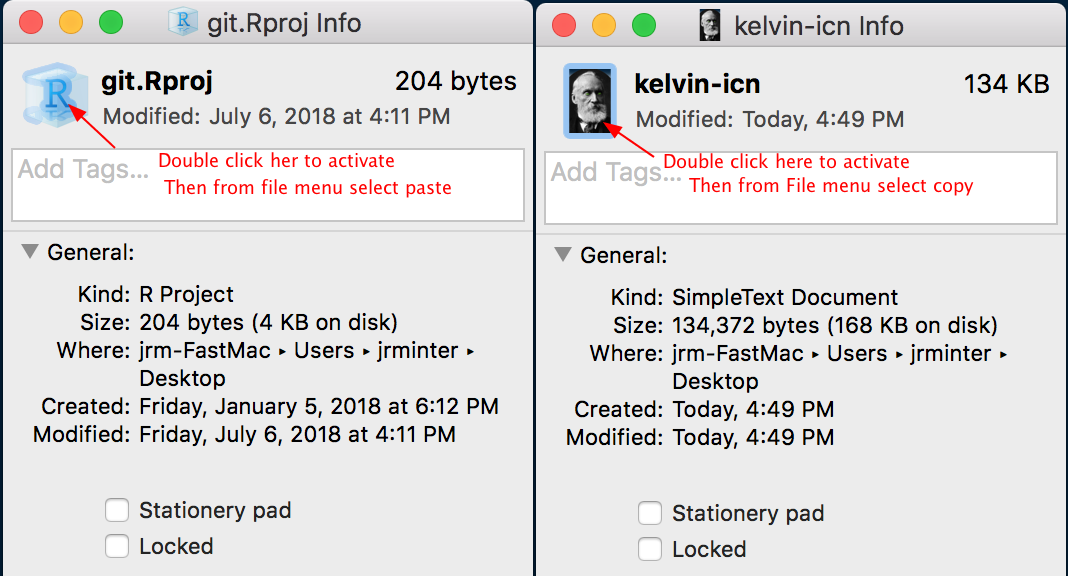 git.Rproj Info
git.Rproj 204 bytes
Modified: July 6, 2018 at 4:11 PM
Double click her to activate
Add Tags...
Then from file menu select paste
General:
Kind: R Project
Size: 204 bytes (4 KB on disk)
Where: jrm-FastMac ▸ Users ▸ jrminter ▸
Desktop
Created: Friday, January 5, 2018 at 6:12 PM
Modified: Friday, July 6, 2018 at 4:11 PM
Stationery pad
Locked
kelvin-icn Info
kelvin-icn 134 KB
Modified: Today, 4:49 PM
Double click here to activate
Add Tags...
Then from File menu select copy
General:
Kind: SimpleText Document
Size: 134,372 bytes (168 KB on disk)
Where: jrm-FastMac ▸ Users ▸ jrminter ▸
Desktop
Created: Today, 4:49 PM
Modified: Today, 4:49 PM
Stationery pad
Locked